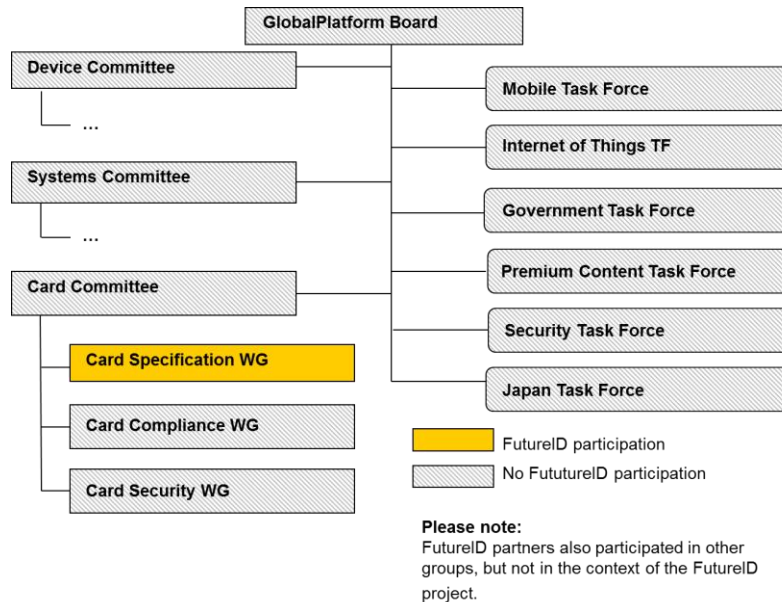 GlobalPlatform Board
Device Committee
...
Systems Committee
...
Card Committee
Card Specification WG
Card Compliance WG
Card Security WG
Mobile Task Force
Internet of Things TF
Government Task Force
Premium Content Task Force
Security Task Force
Japan Task Force
FutureID participation
No FututureID participation
Please note:
FutureID partners also participated in other
groups, but not in the context of the FutureID
project.